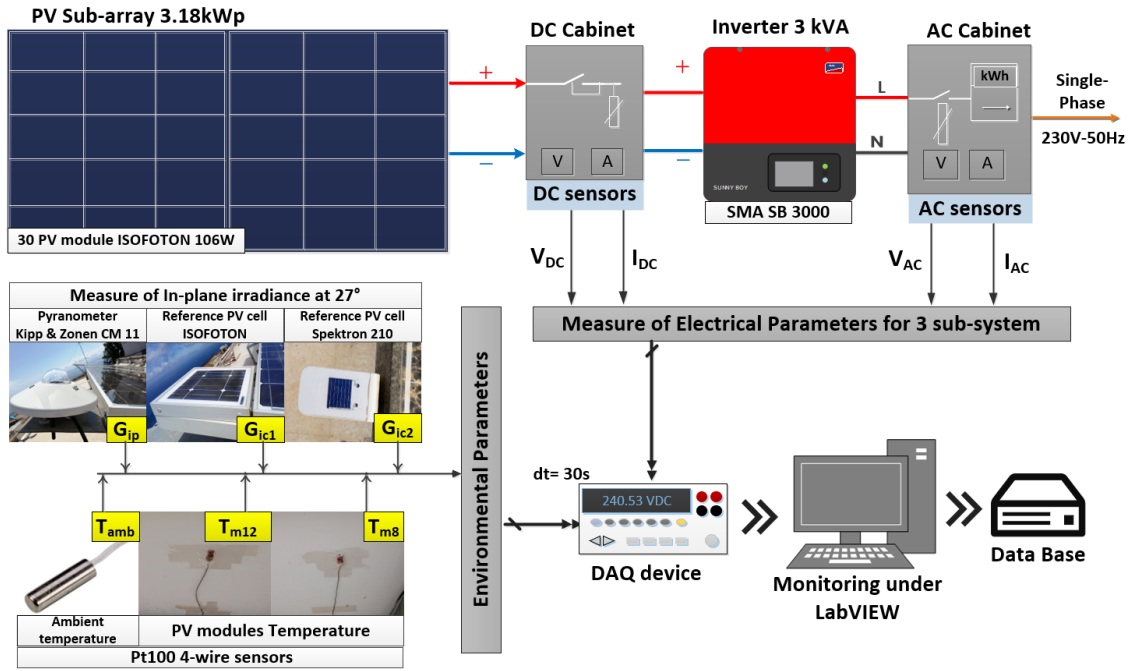 PV Sub-array 3.18kWp
30 PV module ISOFOTON 106W
+
−
DC Cabinet
V A
DC sensors
+
−
Inverter 3 kVA
SUNNY BOY
SMA SB 3000
L
N
AC Cabinet
kWh
V A
AC sensors
Single-
Phase
230V-50Hz
VDC
IDC
VAC
IAC
Measure of Electrical Parameters for 3 sub-system
Measure of In-plane irradiance at 27°
Pyranometer
Kipp & Zonen CM 11
Reference PV cell
ISOFOTON
Reference PV cell
Spektron 210
Gip
Gic1
Gic2
Tamb
Tm12
Tm8
Ambient
temperature
PV modules Temperature
Pt100 4-wire sensors
Environmental Parameters
dt= 30s
240.53 VDC
DAQ device
Monitoring under
LabVIEW
Data Base